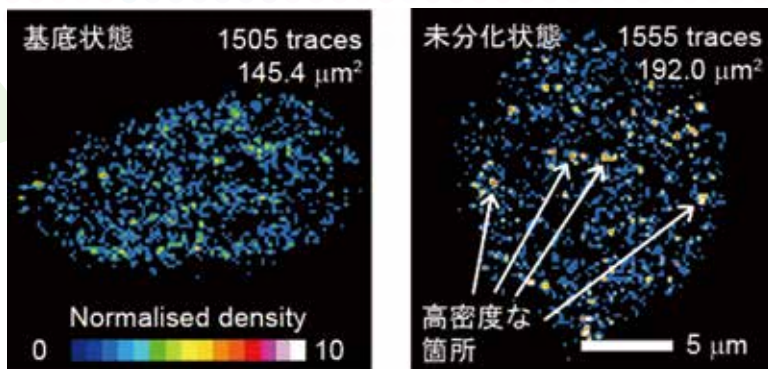 基底状態
1505 traces
145.4 μm²
Normalised density
0
10
未分化状態
1555 traces
192.0 μm²
高密度な
箇所
5 μm